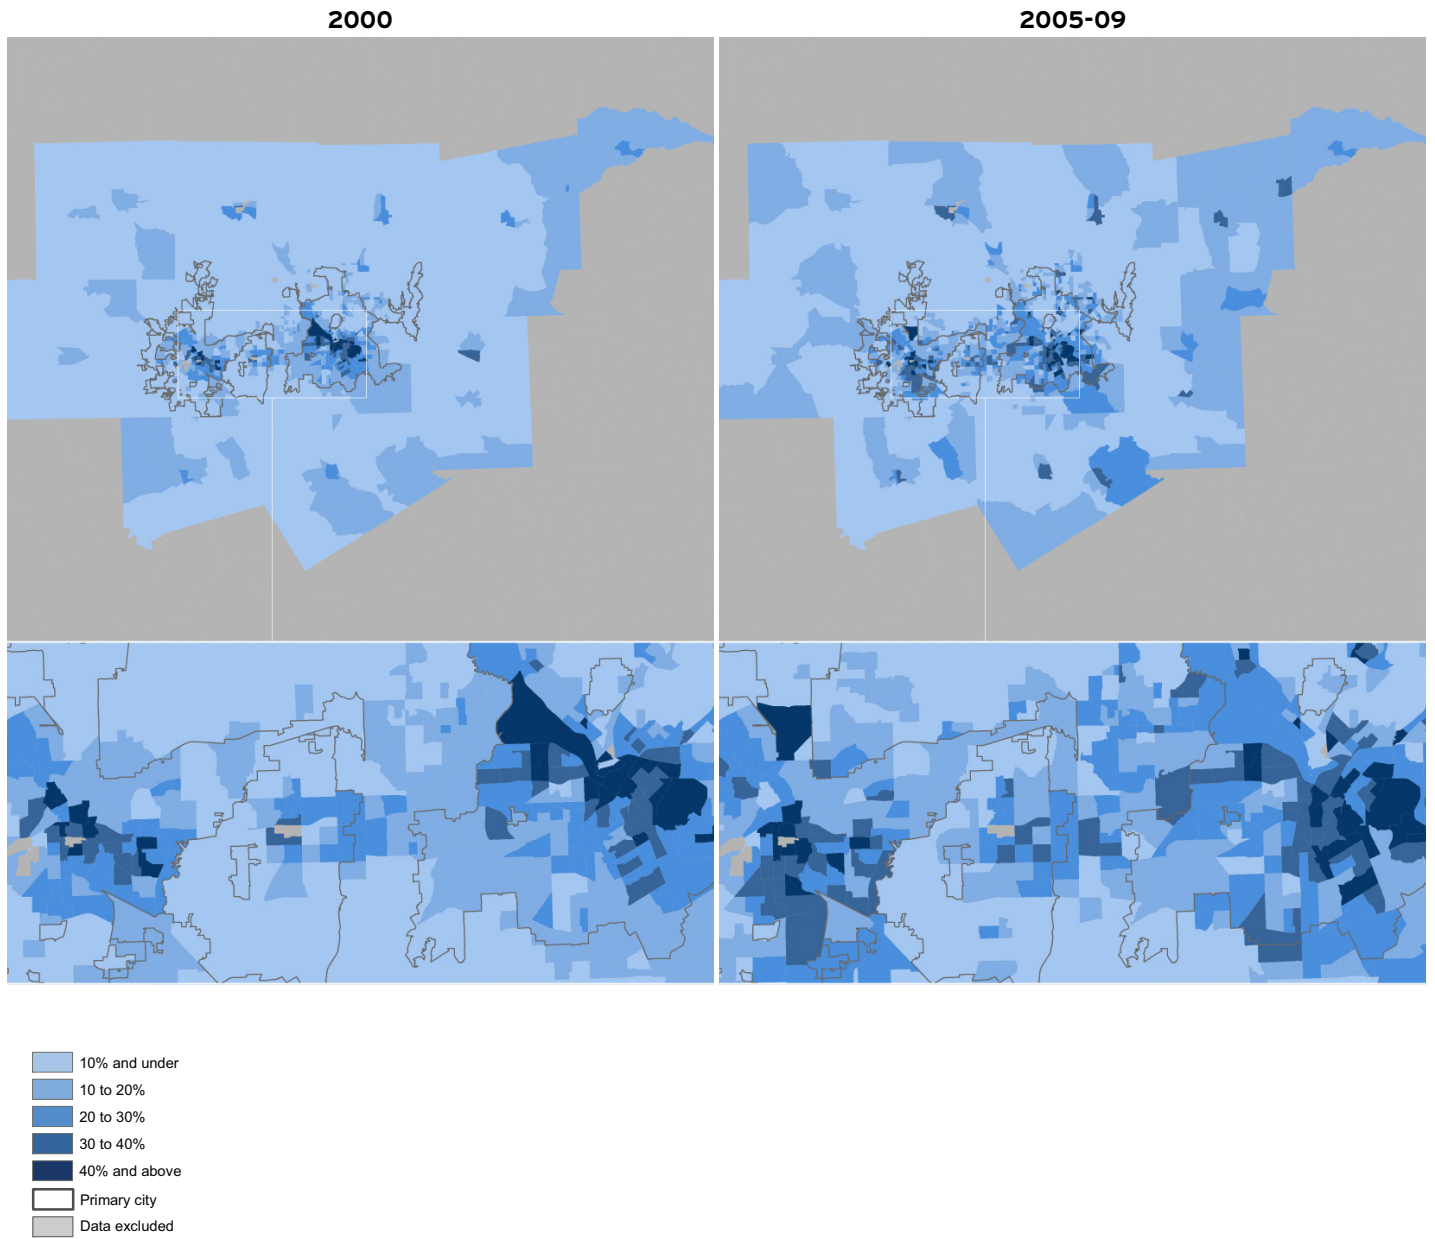 2000
2005-09
10% and under
10 to 20%
20 to 30%
30 to 40%
40% and above
Primary city
Data excluded